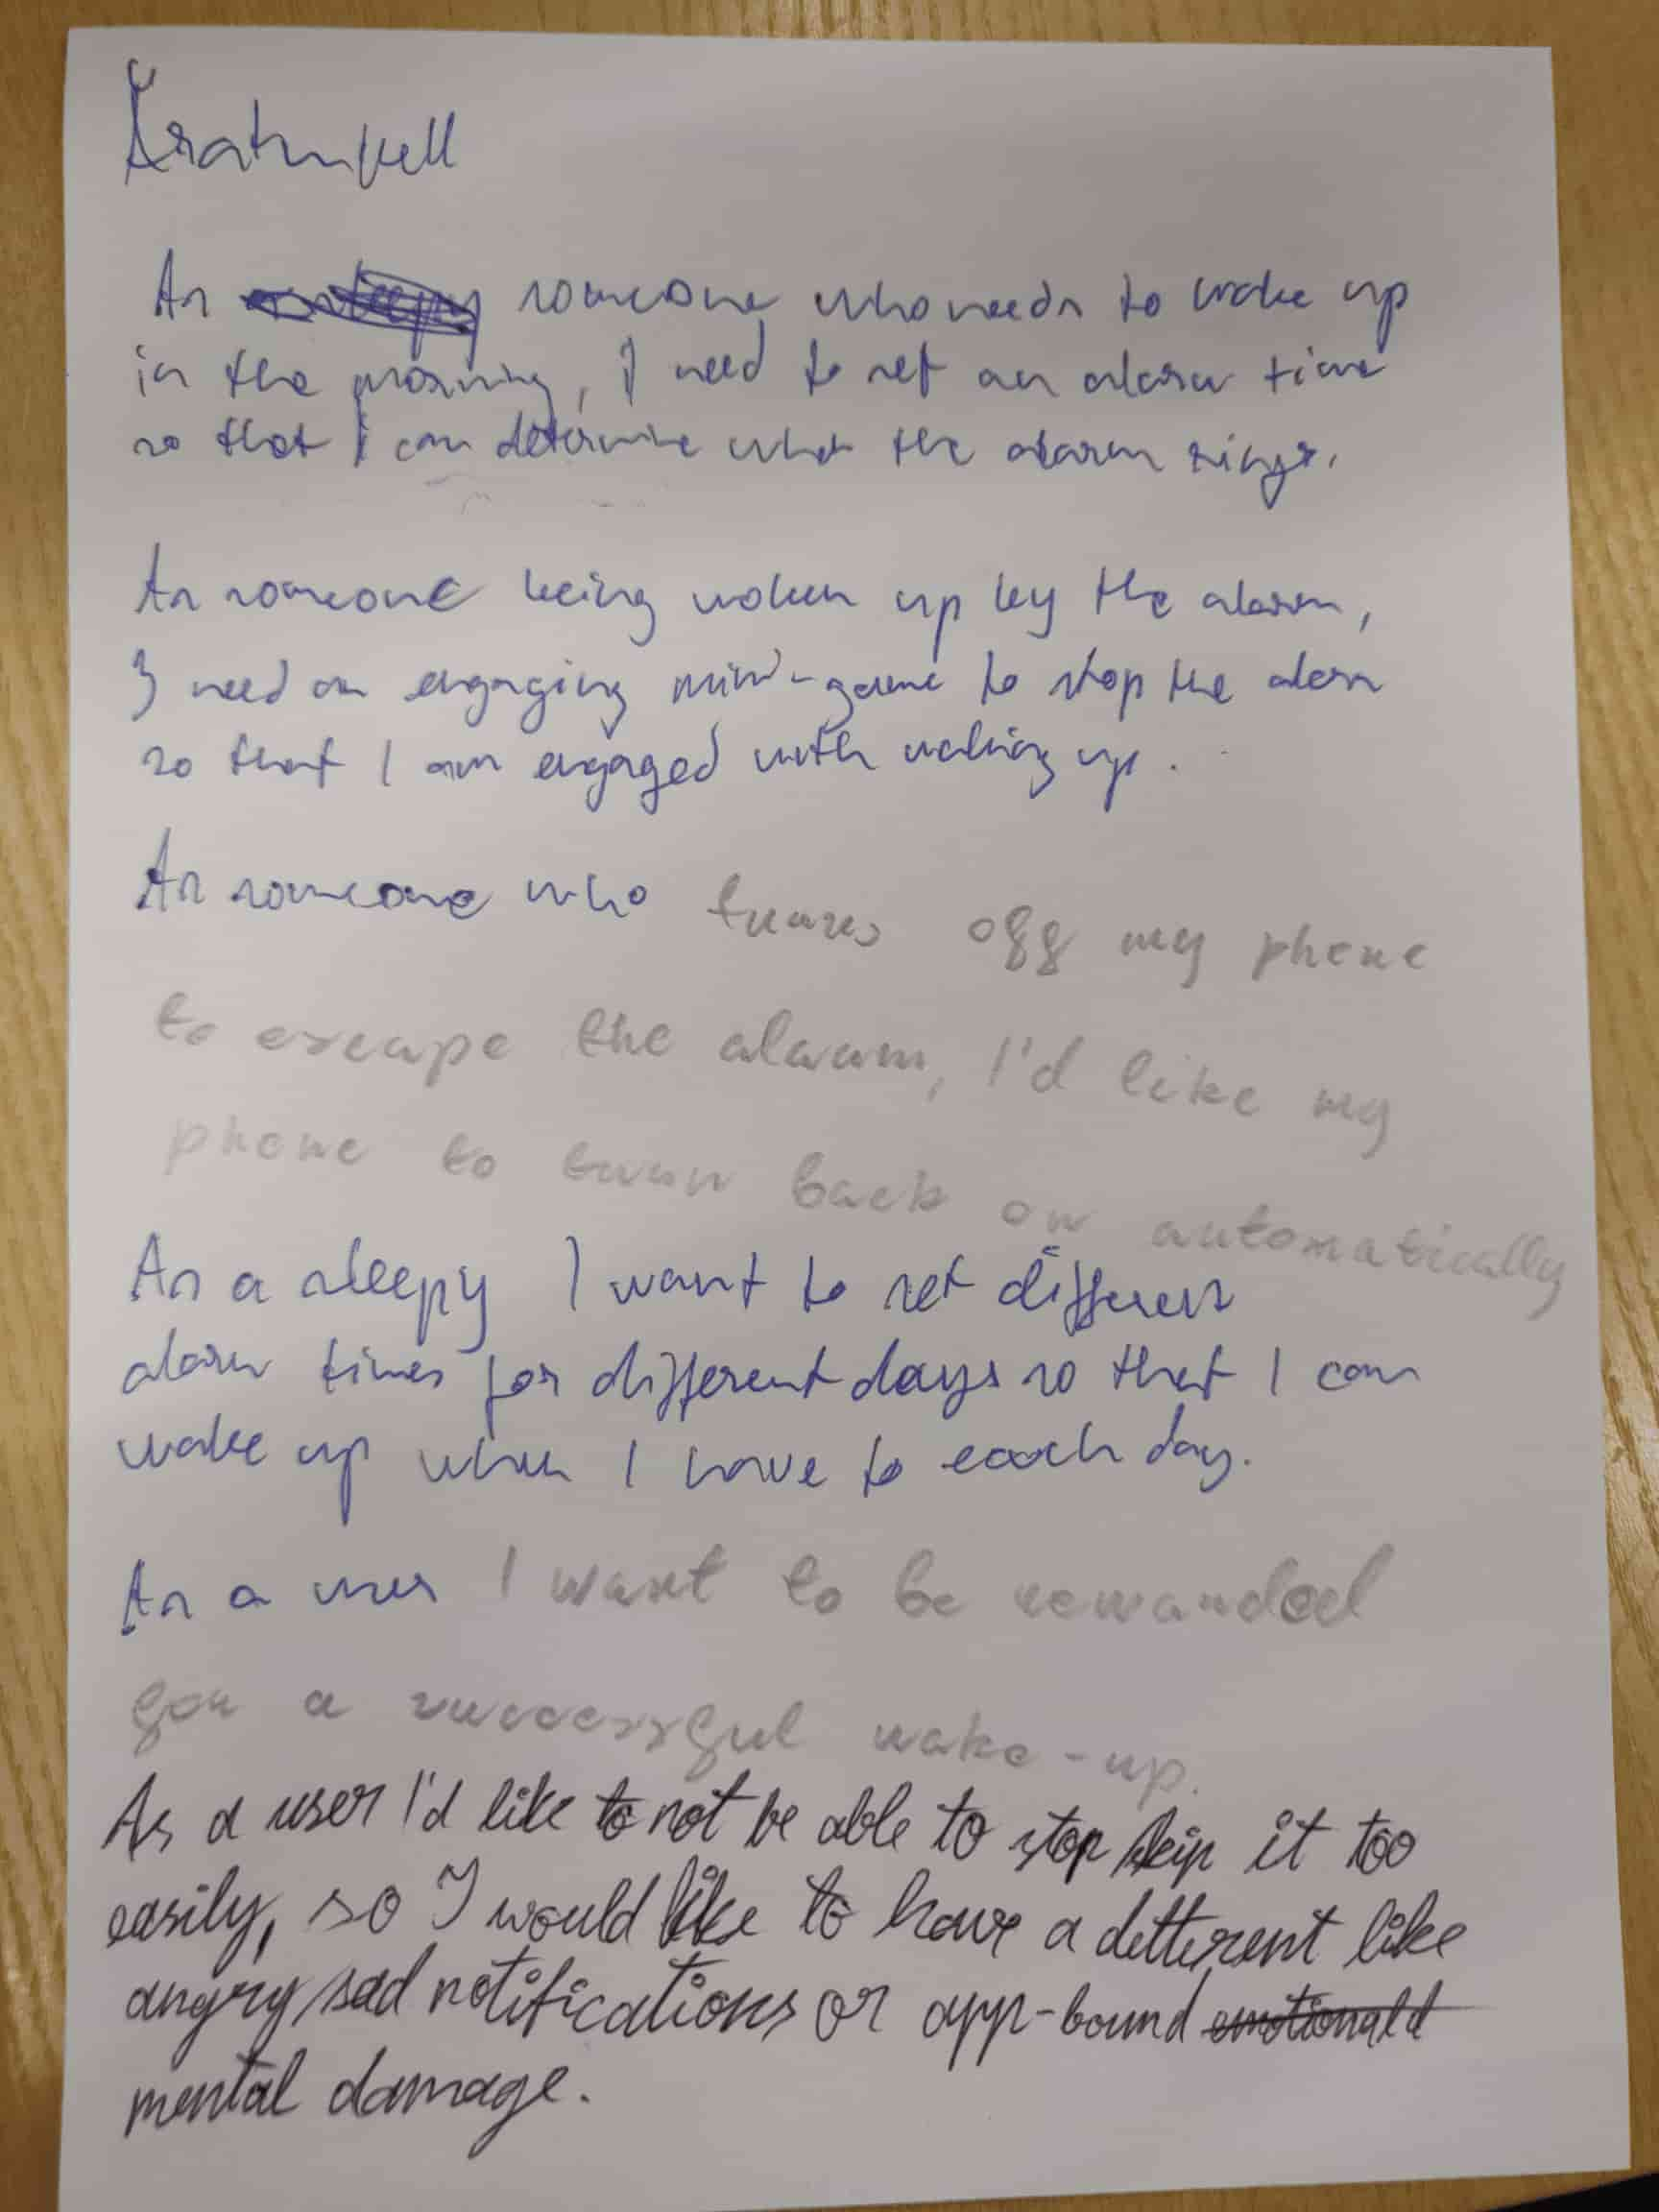 Äratuskell
As someone who needs to wake up
in the morning, I need to set an alarm time
so that I can determine when the alarm rings.
As someone being woken up by the alarm,
I need an engaging mini-game to stop the alarm
so that I am engaged with waking up.
As someone who turns off my phone
to escape the alarm, I'd like my
phone to turn back on automatically
As a sleepy I want to set different
alarm times for different days so that I can
wake up when I have to each day.
As a user I want to be rewarded
for a successful wake-up.
As a user I'd like to not be able to stop skip it too
easily, so I would like to have a detterent like
angry/sad notifications or app-bound emotional d
mental damage.